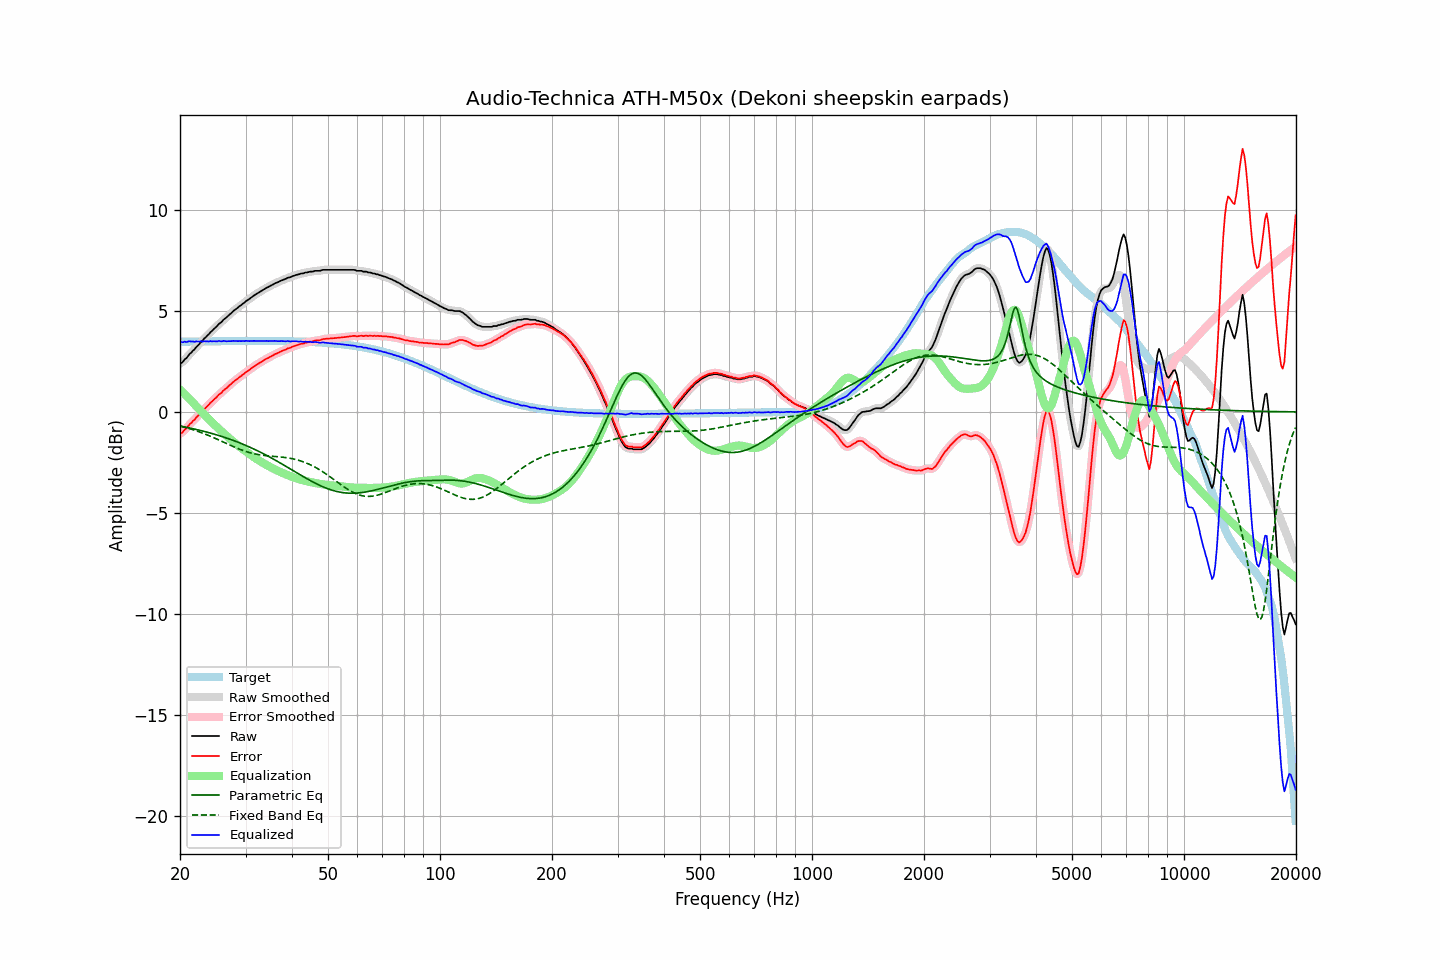 Audio-Technica ATH-M50x (Dekoni sheepskin earpads)
Amplitude (dBr)
10
5
0
−5
−10
−15
−20
Target
Raw Smoothed
Error Smoothed
Raw
Error
Equalization
Parametric Eq
Fixed Band Eq
Equalized
20 50 100 200 500 1000 2000 5000 10000 20000
Frequency (Hz)